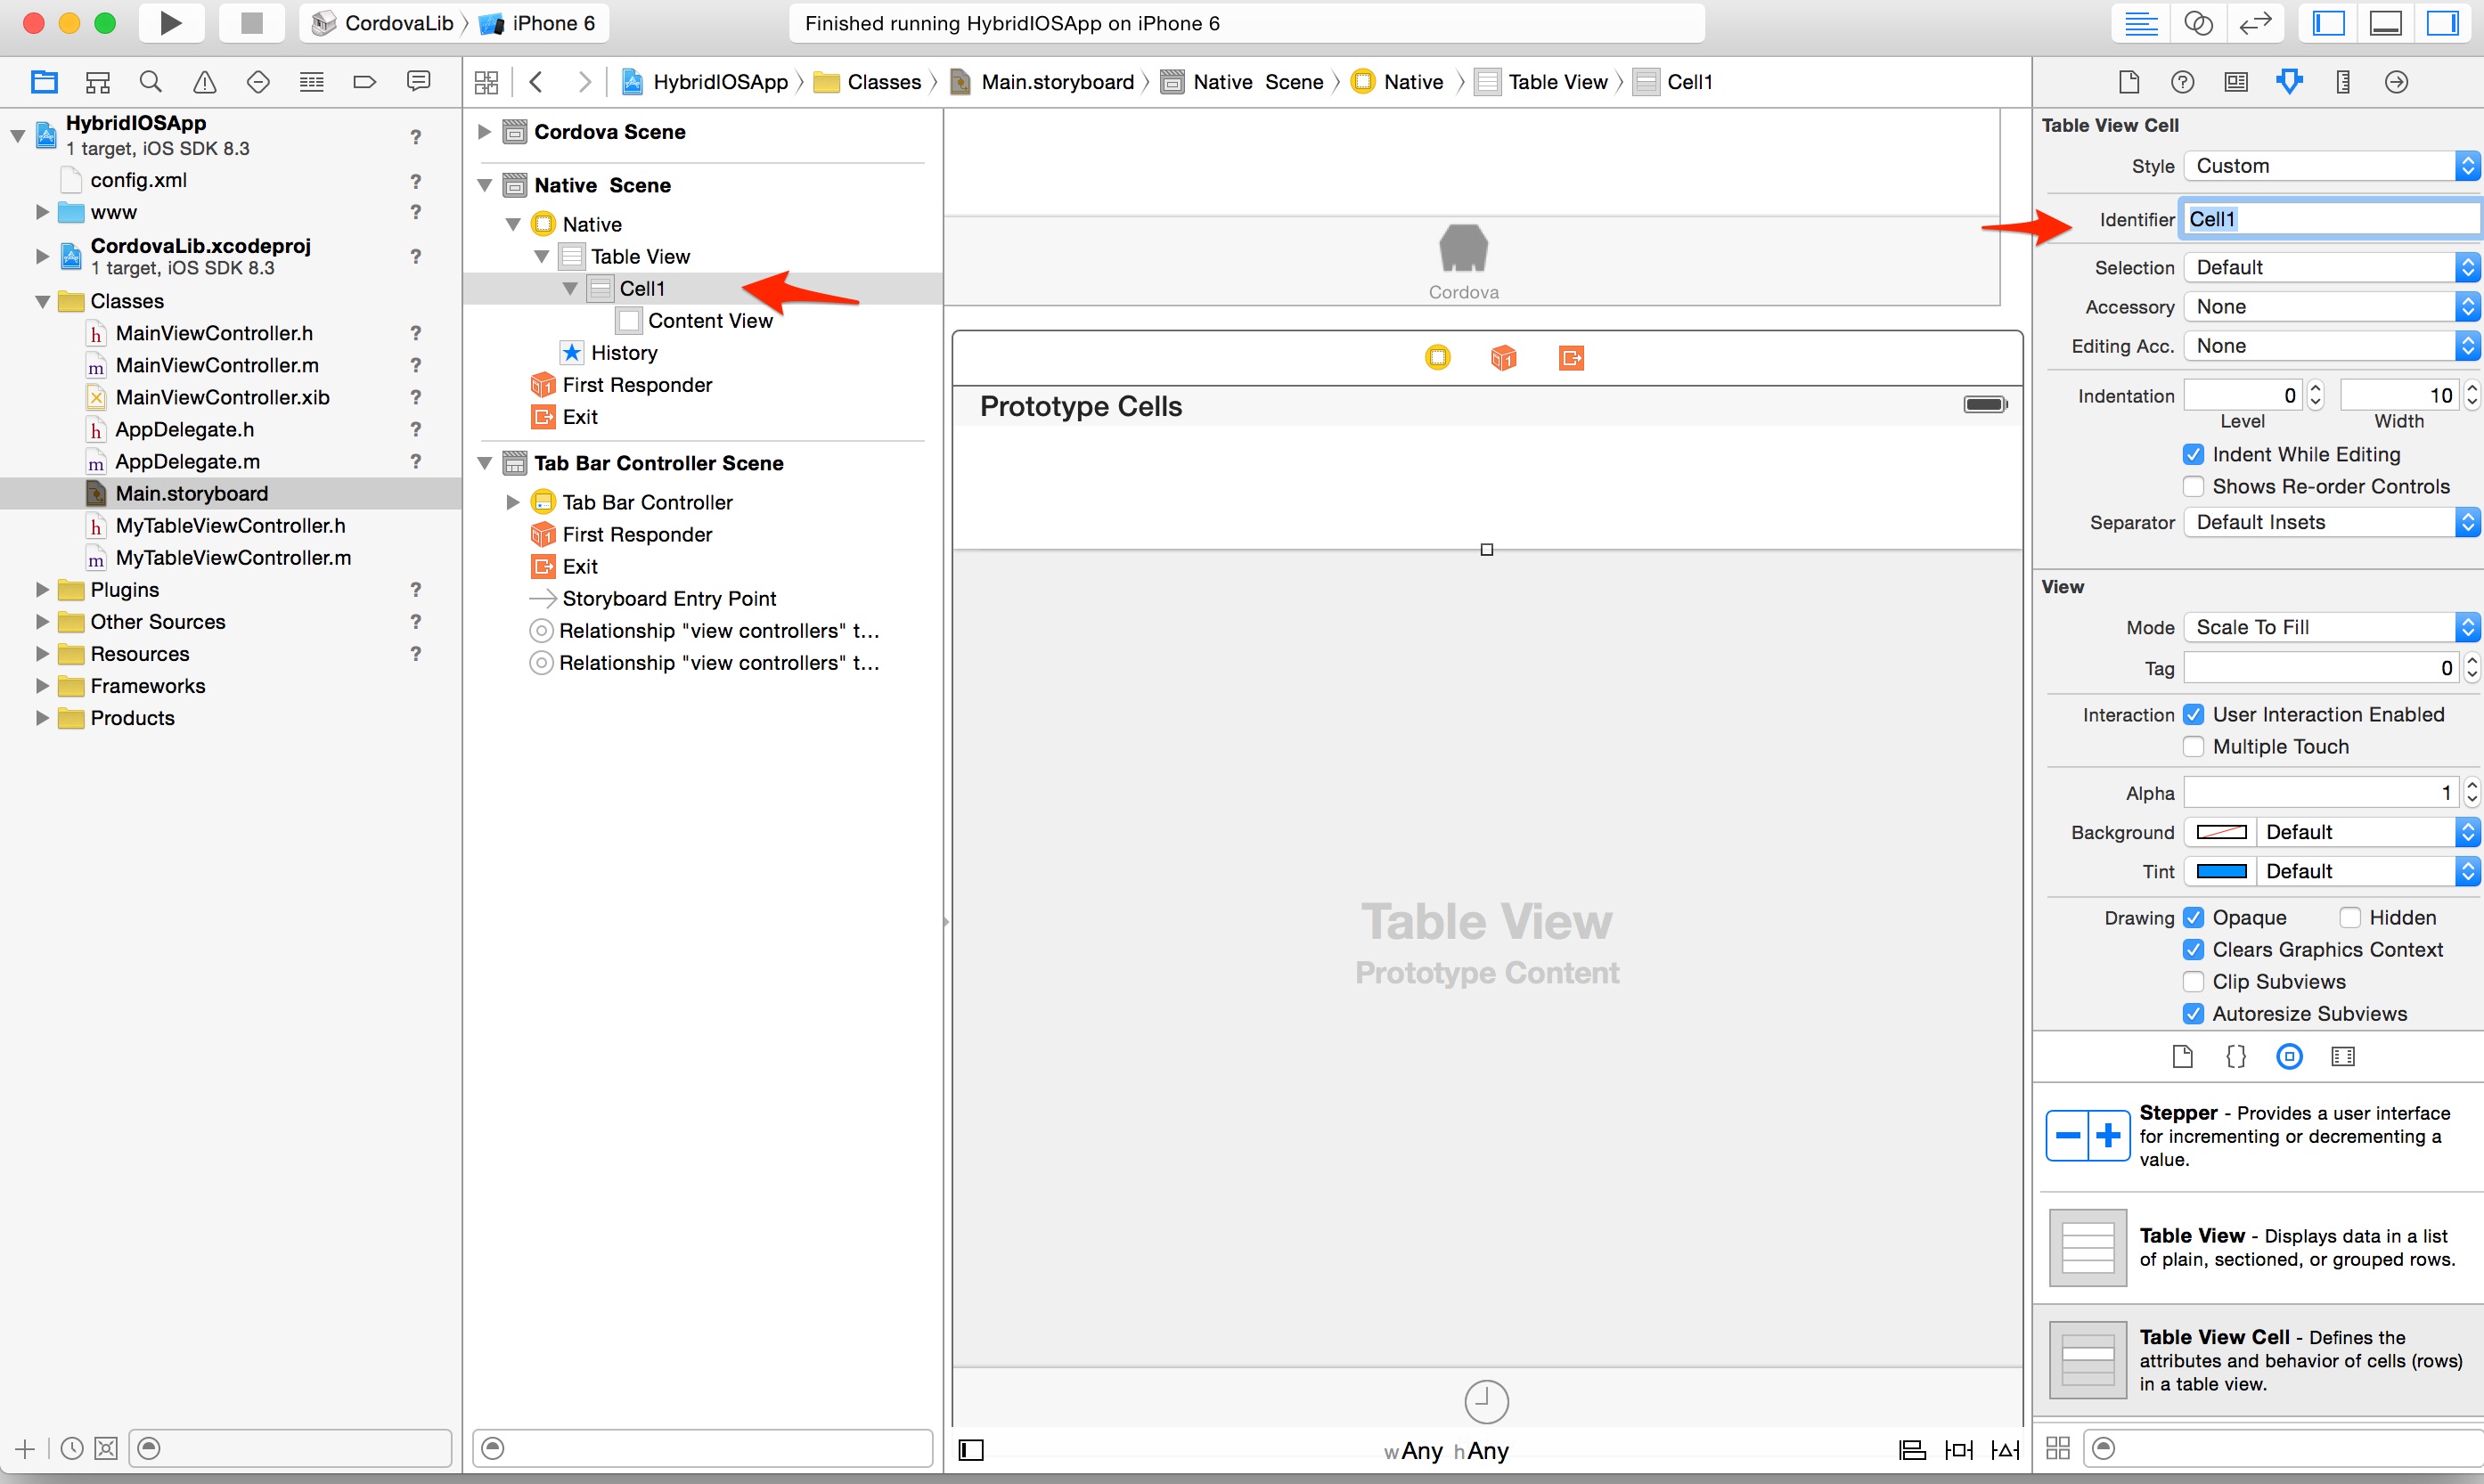 CordovaLib
iPhone 6
Finished running HybridIOSApp on iPhone 6
HybridIOSApp
Classes
Main.storyboard
Native Scene
Native
Table View
Cell1
HybridIOSApp
1 target, iOS SDK 8.3
?
config.xml
?
www
?
CordovaLib.xcodeproj
1 target, iOS SDK 8.3
?
Classes
MainViewController.h
?
MainViewController.m
?
MainViewController.xib
?
AppDelegate.h
?
AppDelegate.m
?
Main.storyboard
MyTableViewController.h
MyTableViewController.m
Plugins
?
Other Sources
?
Resources
?
Frameworks
Products
Cordova Scene
Native Scene
Native
Table View
Cell1
Content View
History
First Responder
Exit
Tab Bar Controller Scene
Tab Bar Controller
First Responder
Exit
Storyboard Entry Point
Relationship "view controllers" t...
Relationship "view controllers" t...
Cordova
Prototype Cells
Table View
Prototype Content
wAny hAny
Table View Cell
Style Custom
Identifier Cell1
Selection Default
Accessory None
Editing Acc. None
Indentation 0 10
Level Width
Indent While Editing
Shows Re-order Controls
Separator Default Insets
View
Mode Scale To Fill
Tag 0
Interaction User Interaction Enabled
Multiple Touch
Alpha 1
Background Default
Tint Default
Drawing Opaque Hidden
Clears Graphics Context
Clip Subviews
Autoresize Subviews
{}
Stepper - Provides a user interface
for incrementing or decrementing a
value.
Table View - Displays data in a list
of plain, sectioned, or grouped rows.
Table View Cell - Defines the
attributes and behavior of cells (rows)
in a table view.